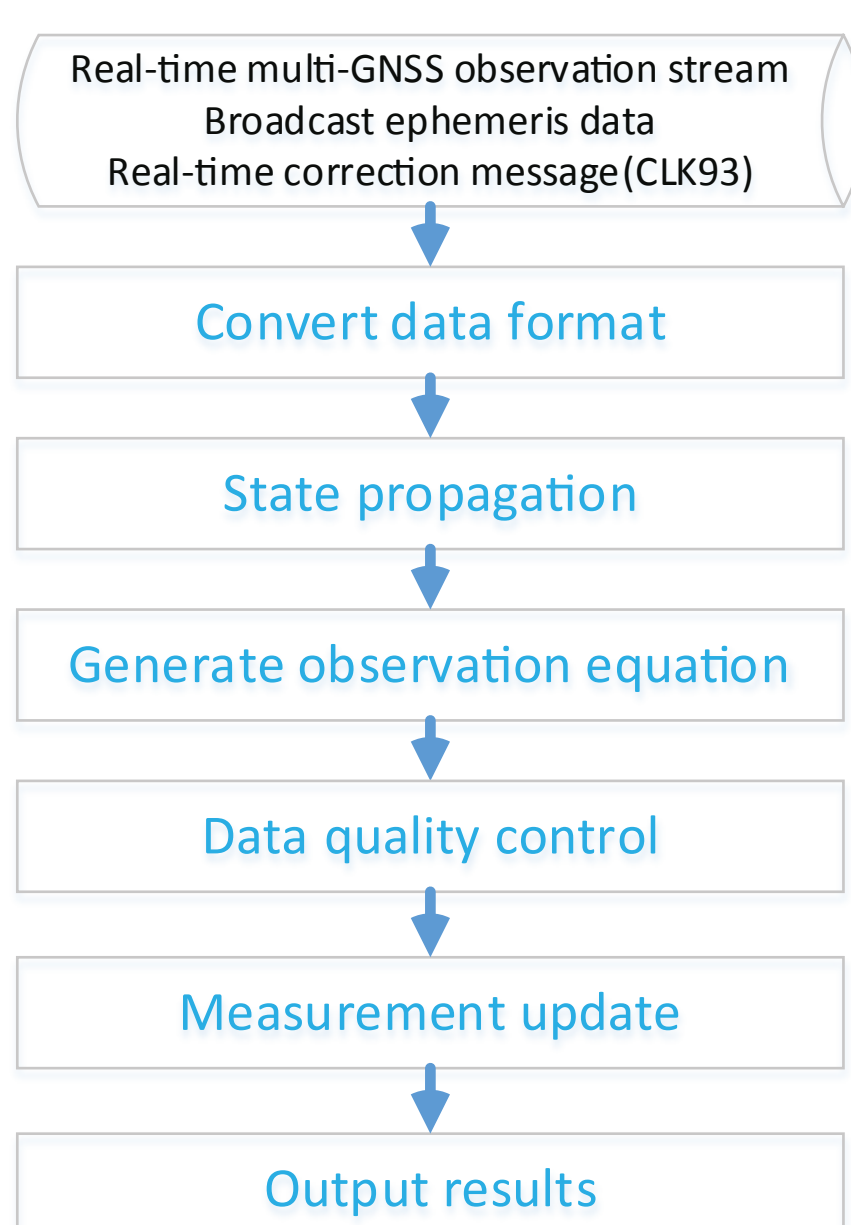 Real-time multi-GNSS observation stream
Broadcast ephemeris data
Real-time correction message(CLK93)
Convert data format
State propagation
Generate observation equation
Data quality control
Measurement update
Output results